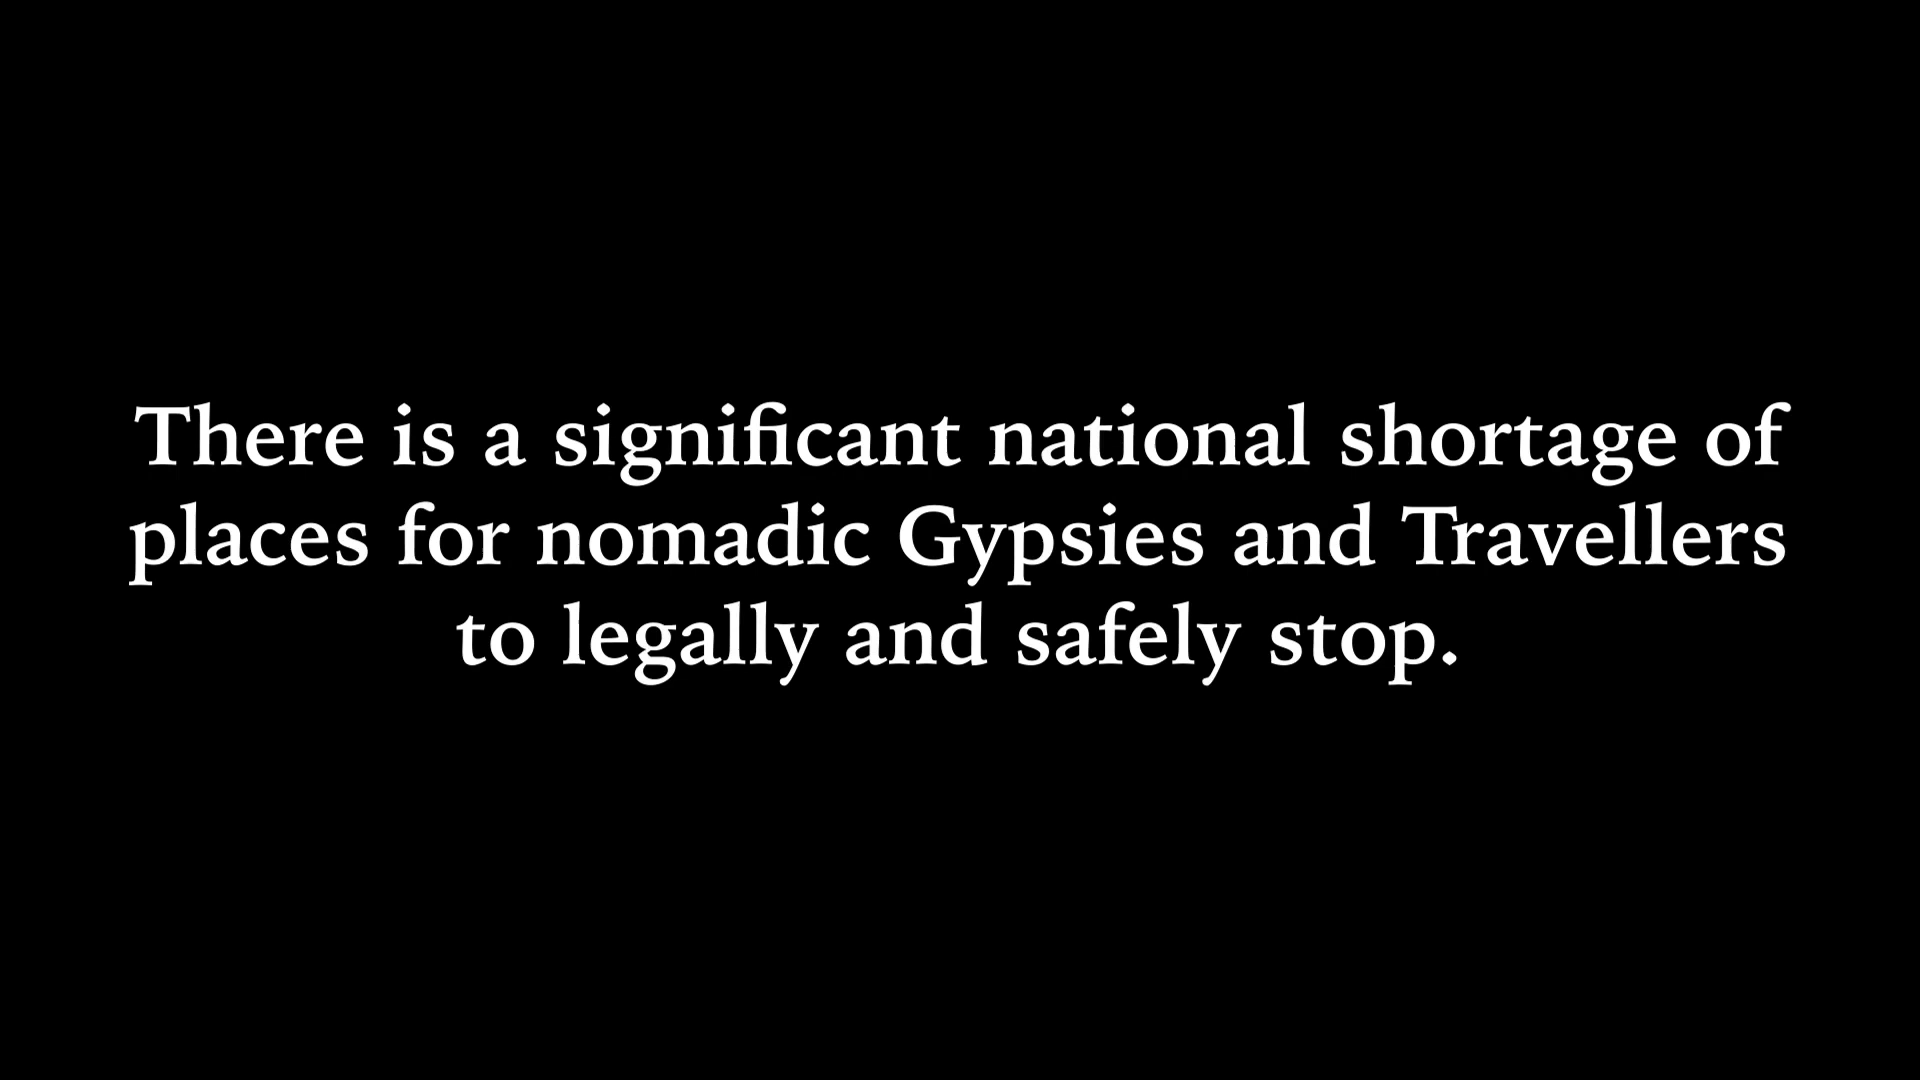 There is a significant national shortage of
places for nomadic Gypsies and Travellers
to legally and safely stop.